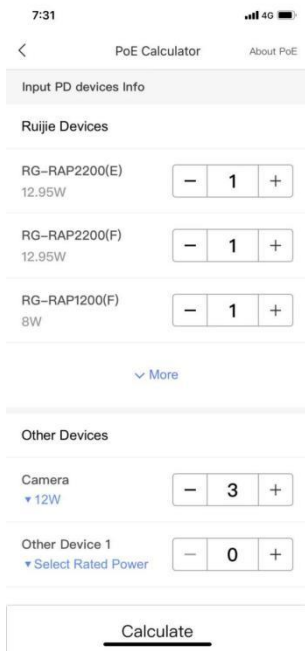 7:31
4G
PoE Calculator
About PoE
Input PD devices Info
Ruijie Devices
RG-RAP2200(E)
12.95W
− 1 +
RG-RAP2200(F)
12.95W
− 1 +
RG-RAP1200(F)
8W
− 1 +
More
Other Devices
Camera
▾ 12W
− 3 +
Other Device 1
▾ Select Rated Power
− 0 +
Calculate